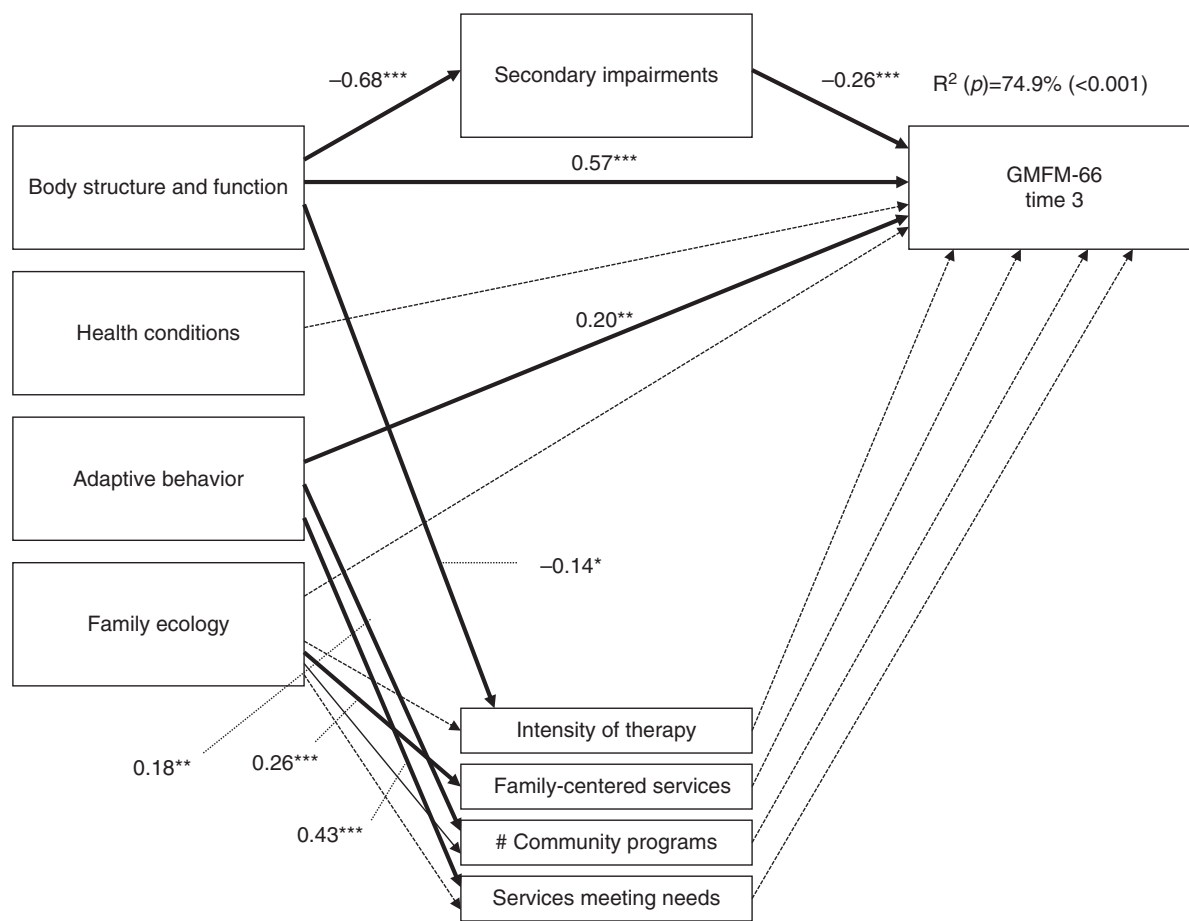 Secondary impairments
–0.68***
–0.26***
R² (p)=74.9% (<0.001)
Body structure and function
0.57***
GMFM-66
time 3
Health conditions
0.20**
Adaptive behavior
–0.14*
Family ecology
Intensity of therapy
0.18**
0.26***
Family-centered services
0.43***
# Community programs
Services meeting needs